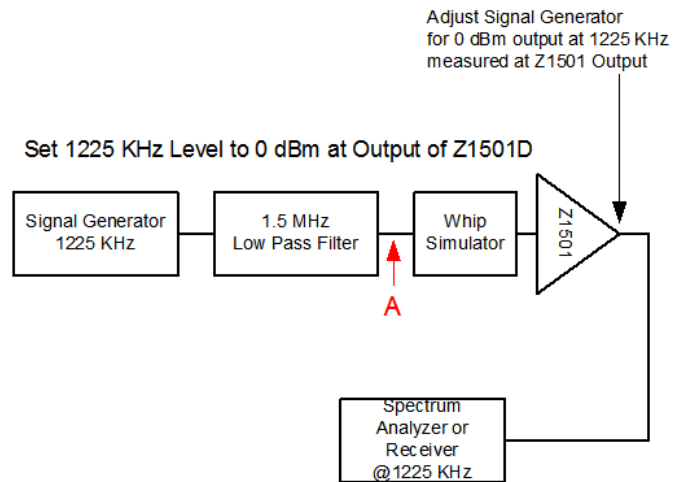 Adjust Signal Generator
for 0 dBm output at 1225 KHz
measured at Z1501 Output
Set 1225 KHz Level to 0 dBm at Output of Z1501D
Signal Generator
1225 KHz
1.5 MHz
Low Pass Filter
Whip
Simulator
Z1501
A
Spectrum
Analyzer or
Receiver
@1225 KHz